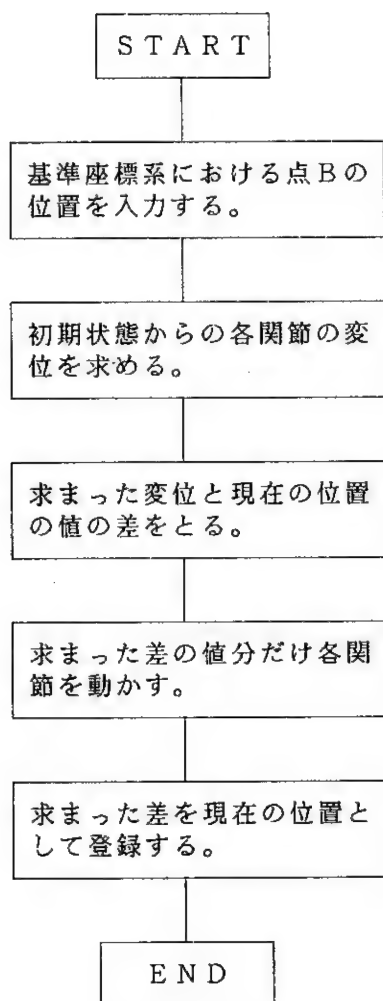 START
基準座標系における点Bの
位置を入力する。
初期状態からの各関節の変
位を求める。
求まった変位と現在の位置
の値の差をとる。
求まった差の値分だけ各関
節を動かす。
求まった差を現在の位置と
して登録する。
END